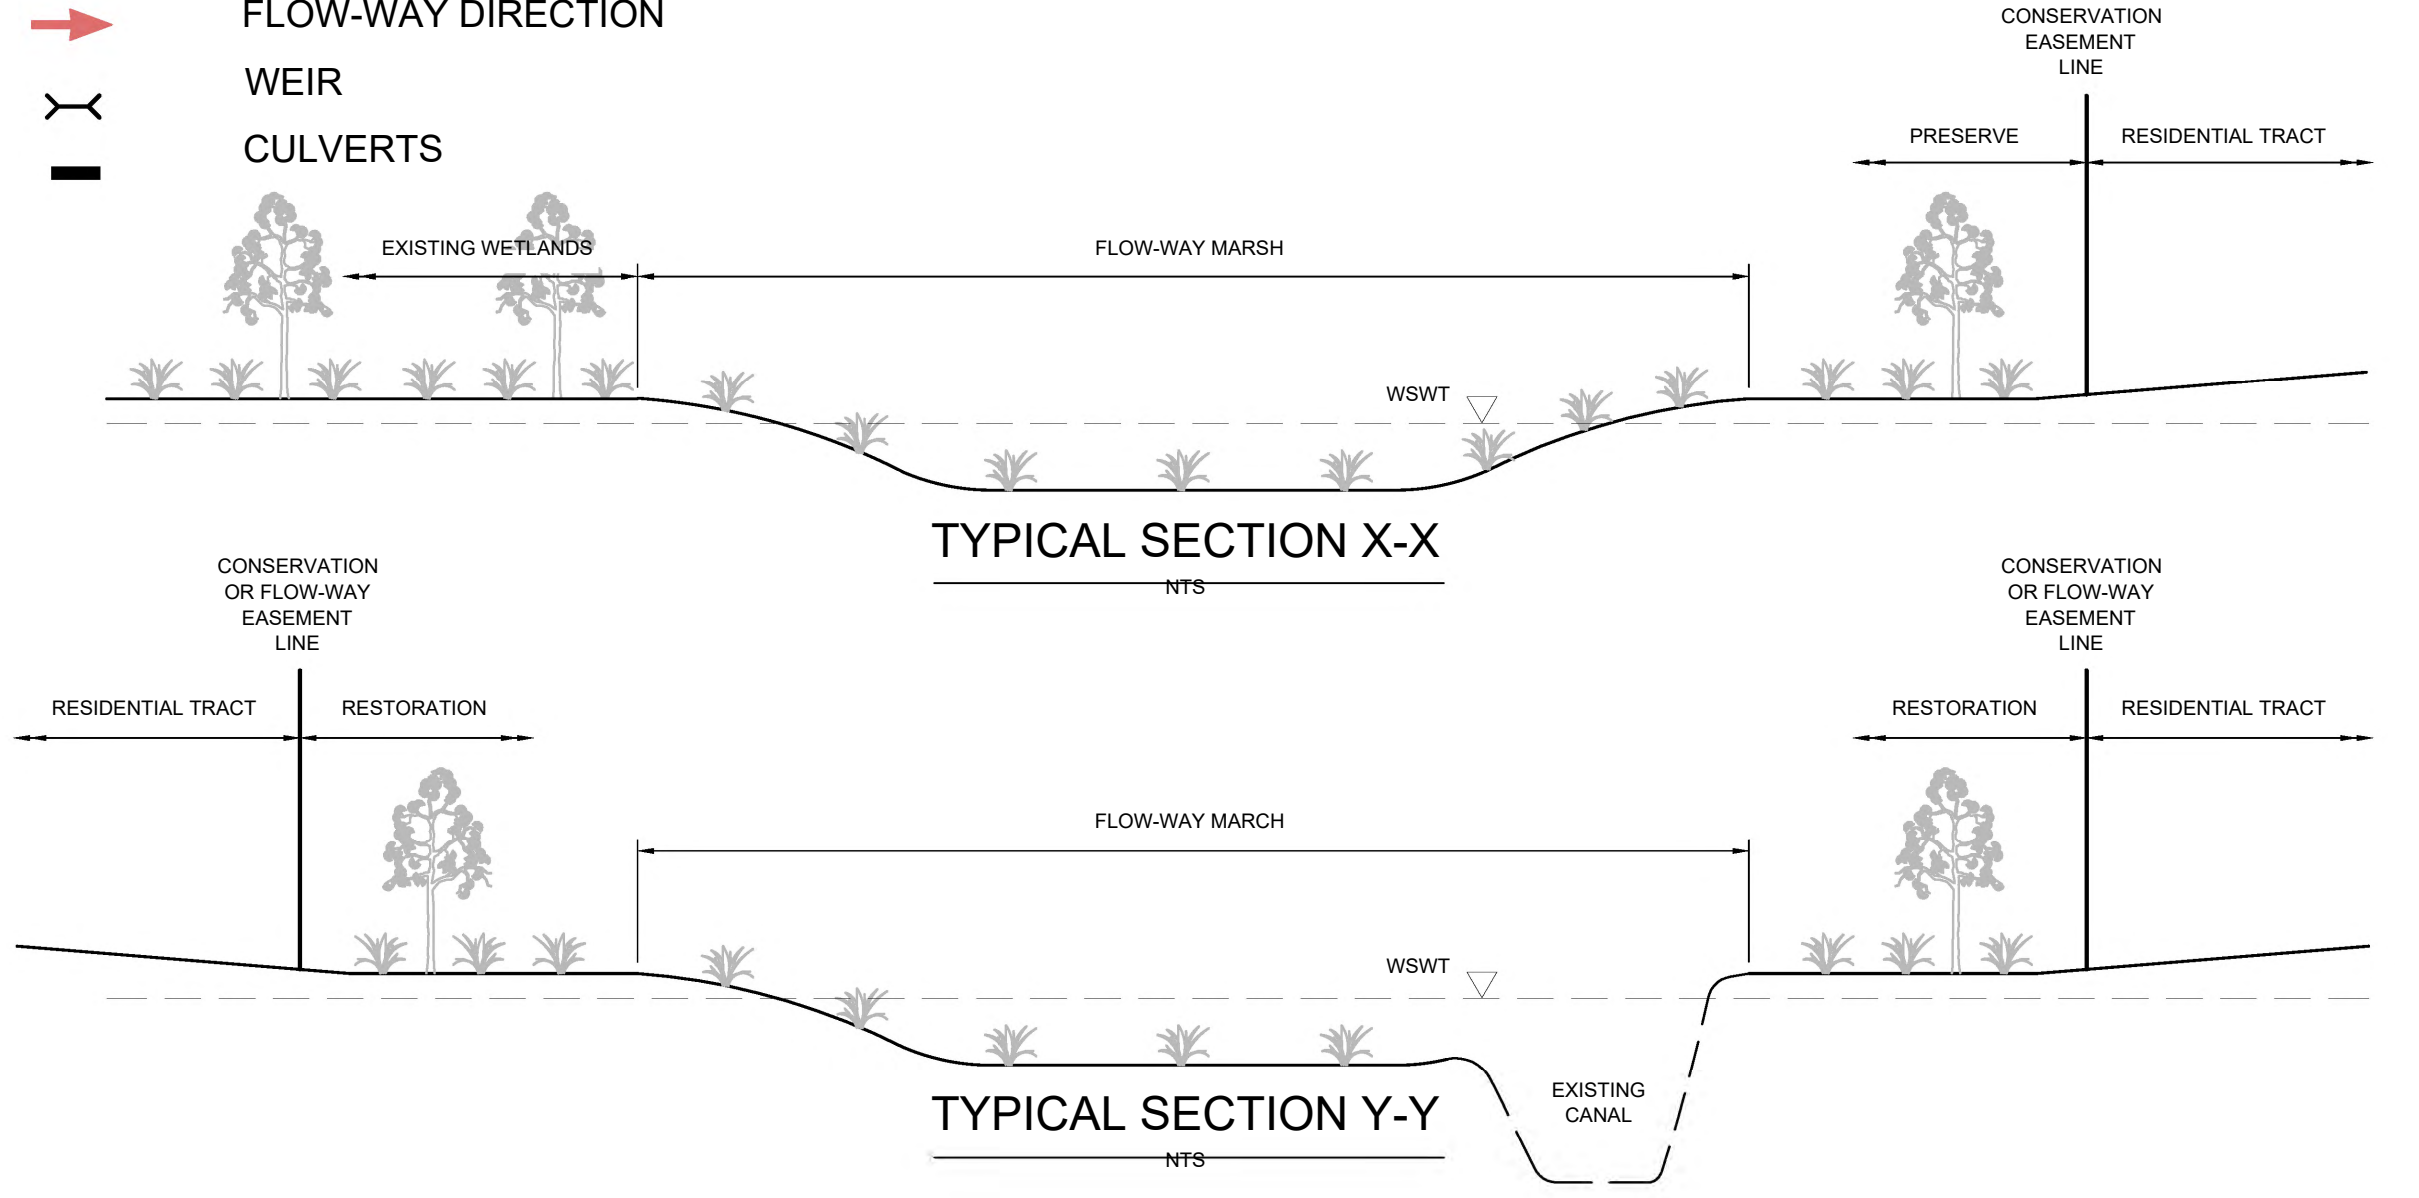 FLOW-WAY DIRECTION
WEIR
CULVERTS
CONSERVATION
EASEMENT
LINE
PRESERVE
RESIDENTIAL TRACT
EXISTING WETLANDS
FLOW-WAY MARSH
WSWT
TYPICAL SECTION X-X
NTS
CONSERVATION
OR FLOW-WAY
EASEMENT
LINE
CONSERVATION
OR FLOW-WAY
EASEMENT
LINE
RESIDENTIAL TRACT
RESTORATION
RESTORATION
RESIDENTIAL TRACT
FLOW-WAY MARCH
WSWT
EXISTING
CANAL
TYPICAL SECTION Y-Y
NTS